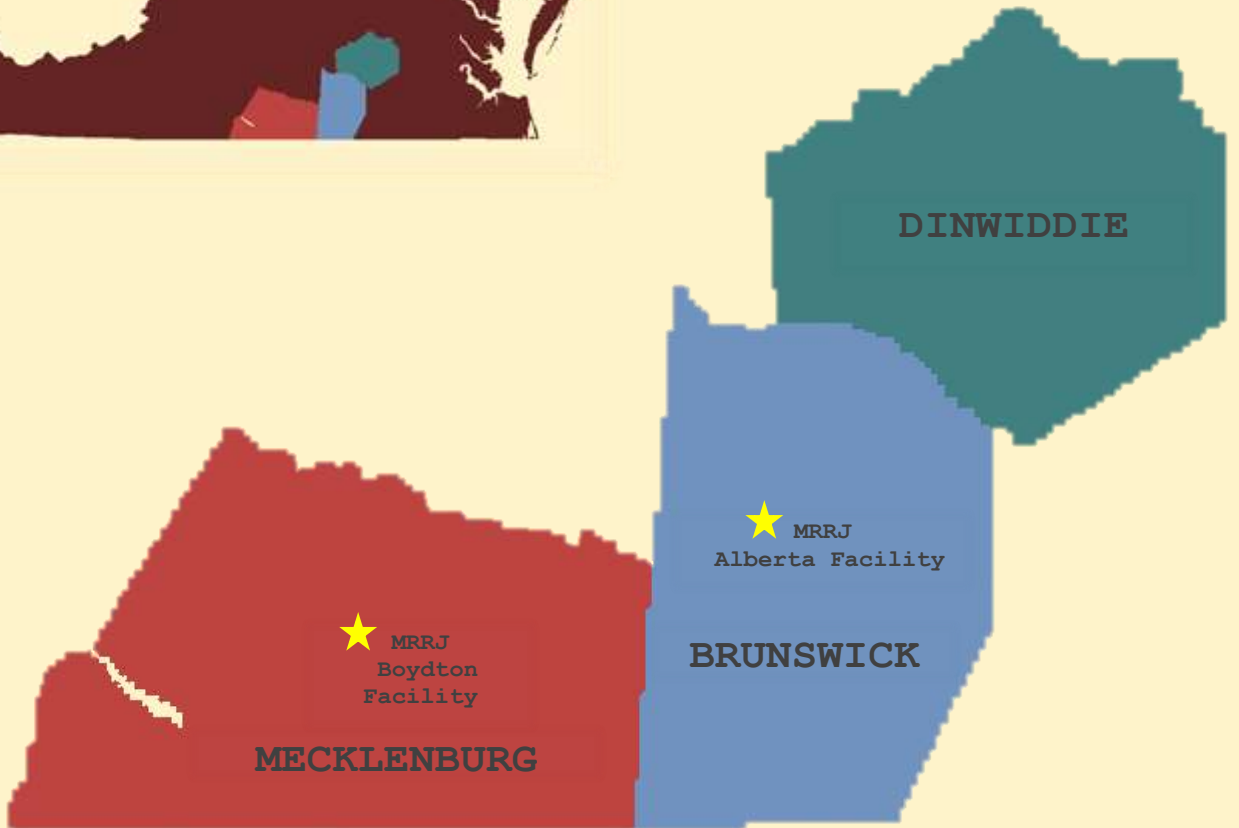 DINWIDDIE
MRRJ
Alberta Facility
MRRJ
Boydton
Facility
BRUNSWICK
MECKLENBURG